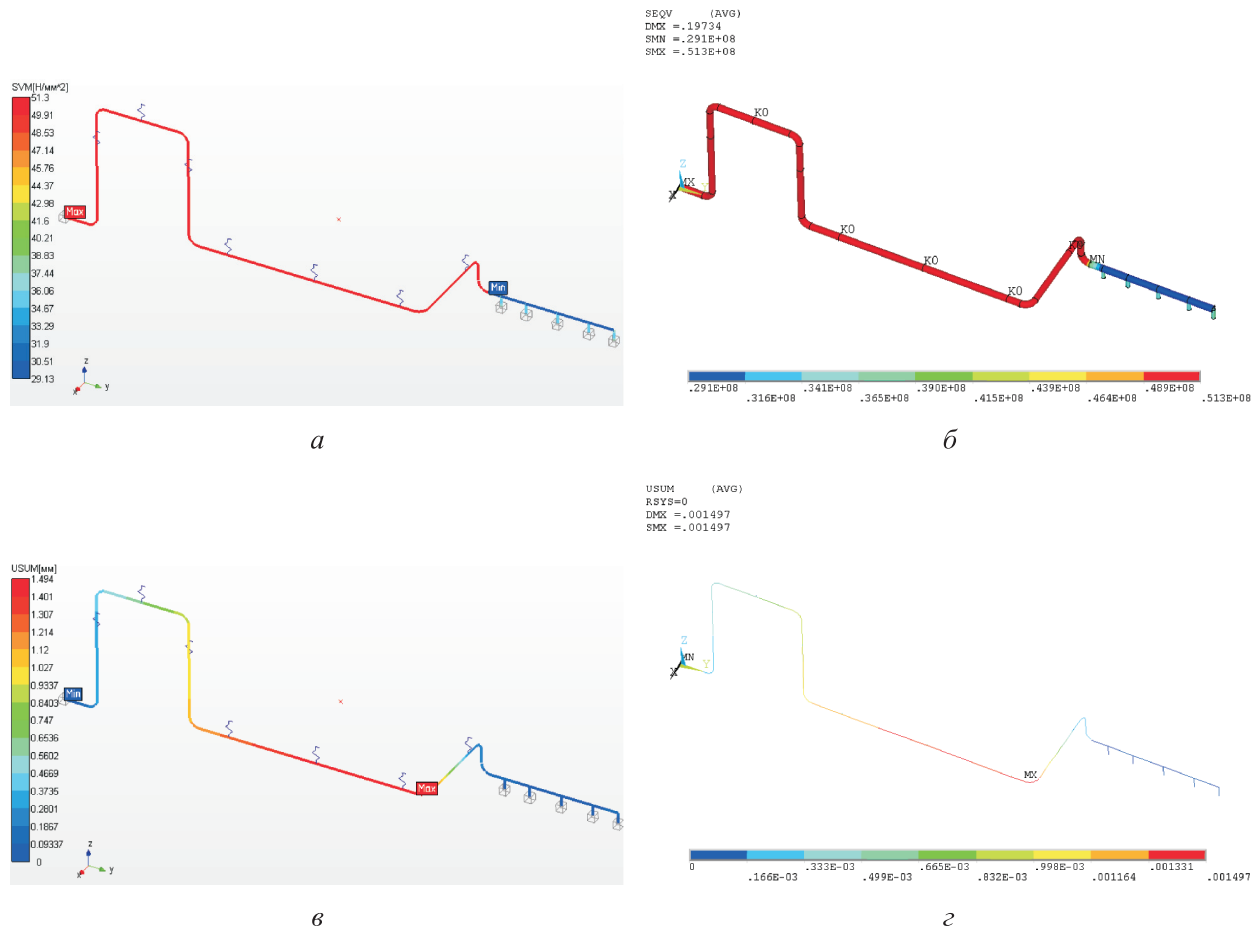 SVM[Н/мм^2]
51.3
49.91
48.53
47.14
45.76
44.37
42.98
41.6
40.21
38.83
37.44
36.06
34.67
33.29
31.9
30.51
29.13
Max
Min
z
x y
а
SEQV (AVG)
DMX =.19734
SMN =.291E+08
SMX =.513E+08
KO
Z
MX
Y
X
KO
KO
KO
KO
MN
.291E+08 .341E+08 .390E+08 .439E+08 .489E+08
.316E+08 .365E+08 .415E+08 .464E+08 .513E+08
б
USUM[мм]
1.494
1.401
1.307
1.214
1.12
1.027
0.9337
0.8403
0.747
0.6536
0.5602
0.4669
0.3735
0.2801
0.1867
0.09337
0
Min
Max
z
x y
в
USUM (AVG)
RSYS=0
DMX =.001497
SMX =.001497
Z
MN
Y
X
MX
0 .333E-03 .665E-03 .998E-03 .001331
.166E-03 .499E-03 .832E-03 .001164 .001497
г